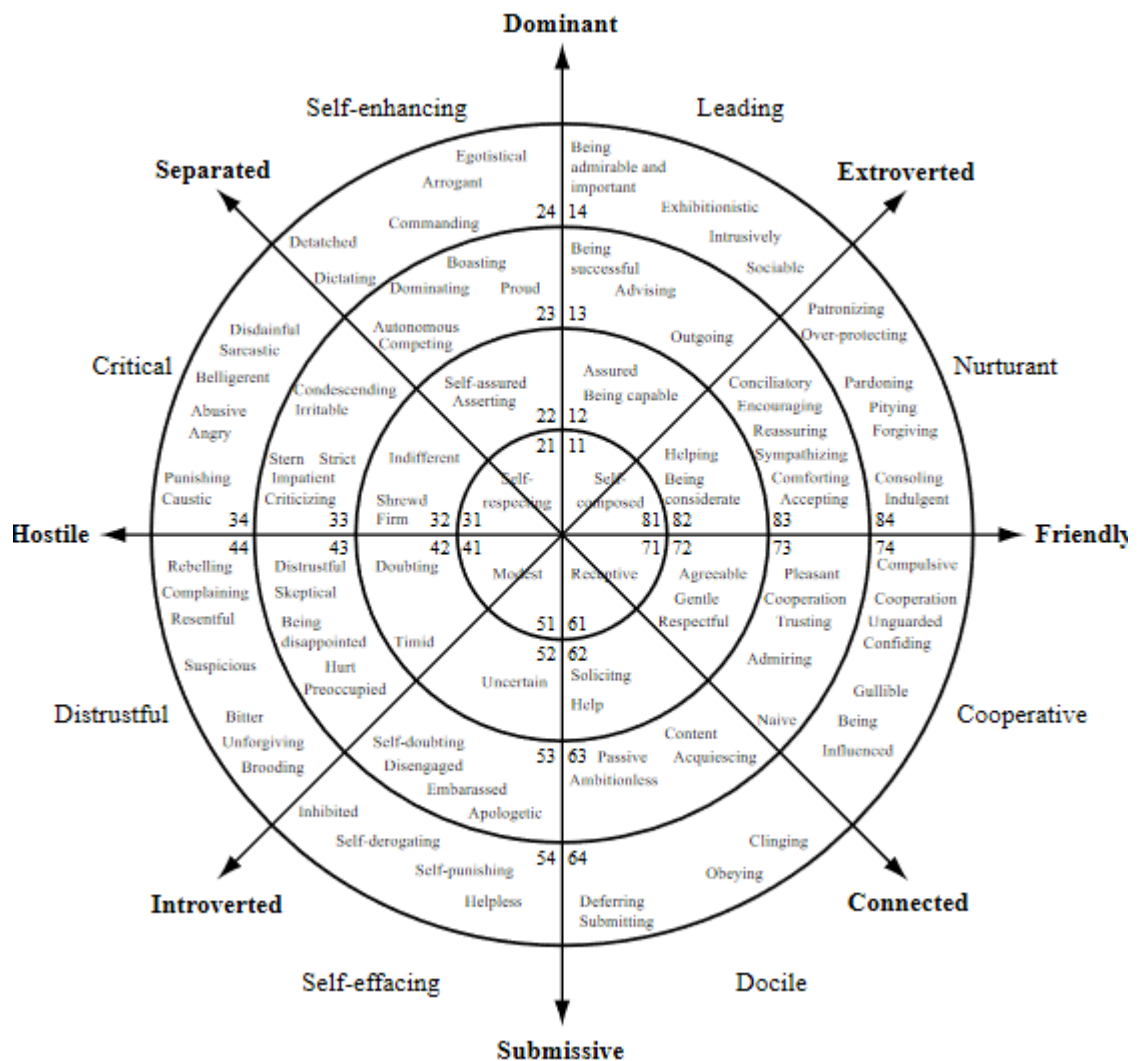 Dominant
Self-enhancing
Leading
Separated
Extroverted
Egotistical
Arrogant
Commanding
Detatched
Dictating
24
14
Being
admirable and
important
Exhibitionistic
Intrusively
Sociable
Boasting
Dominating
Proud
Autonomous
Competing
23
13
Being
successful
Advising
Outgoing
Patronizing
Over-protecting
Critical
Nurturant
Disdainful
Sarcastic
Belligerent
Abusive
Angry
Punishing
Caustic
34
Condescending
Irritable
Stern Strict
Impatient
Criticizing
33
Self-assured
Asserting
22
12
Assured
Being capable
Indifferent
Shrewd
Firm
32
21
11
Self-
respecting
31
Self-
composed
81
Helping
Being
considerate
82
Conciliatory
Encouraging
Reassuring
Sympathizing
Comforting
Accepting
83
Pardoning
Pitying
Forgiving
Consoling
Indulgent
84
Hostile
Friendly
44
Rebelling
Complaining
Resentful
Suspicious
Bitter
Unforgiving
Brooding
43
Distrustful
Skeptical
Being
disappointed
Hurt
Preoccupied
42
Doubting
Timid
41
Modest
51
71
Receptive
61
72
Agreeable
Gentle
Respectful
73
Pleasant
Cooperation
Trusting
Admiring
Naive
74
Compulsive
Cooperation
Unguarded
Confiding
Gullible
Being
Influenced
52
Uncertain
62
Solicitng
Help
Distrustful
Cooperative
Self-doubting
Disengaged
Embarassed
Apologetic
53
63
Content
Passive
Acquiescing
Ambitionless
Inhibited
Self-derogating
Self-punishing
Helpless
54
64
Clinging
Obeying
Deferring
Submitting
Introverted
Connected
Self-effacing
Docile
Submissive